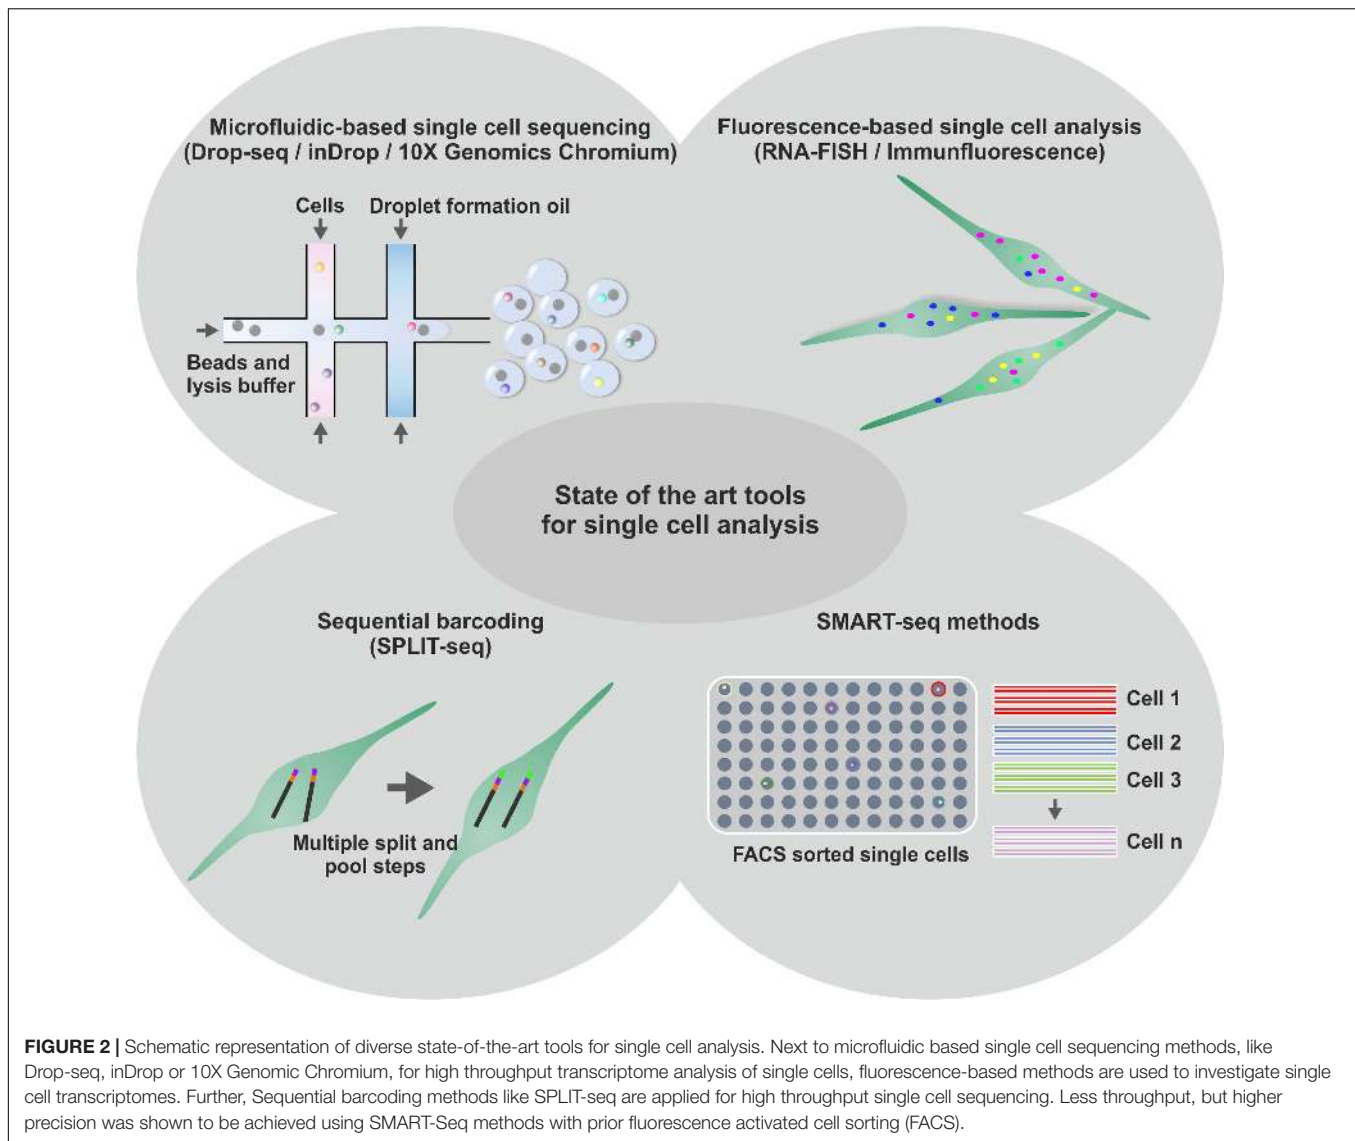 Microfluidic-based single cell sequencing
(Drop-seq / inDrop / 10X Genomics Chromium)
Cells
Droplet formation oil
Beads and
lysis buffer
Fluorescence-based single cell analysis
(RNA-FISH / Immunfluorescence)
State of the art tools
for single cell analysis
Sequential barcoding
(SPLIT-seq)
Multiple split and
pool steps
SMART-seq methods
Cell 1
Cell 2
Cell 3
Cell n
FACS sorted single cells
FIGURE 2 | Schematic representation of diverse state-of-the-art tools for single cell analysis. Next to microfluidic based single cell sequencing methods, like
Drop-seq, inDrop or 10X Genomic Chromium, for high throughput transcriptome analysis of single cells, fluorescence-based methods are used to investigate single
cell transcriptomes. Further, Sequential barcoding methods like SPLIT-seq are applied for high throughput single cell sequencing. Less throughput, but higher
precision was shown to be achieved using SMART-Seq methods with prior fluorescence activated cell sorting (FACS).